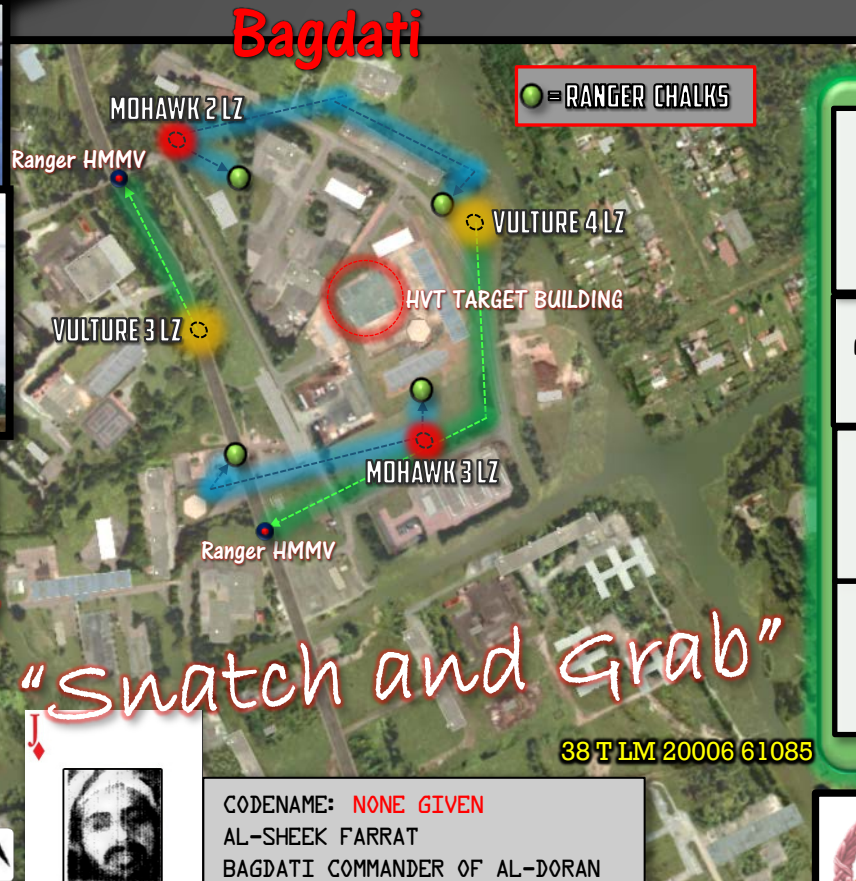 Bagdati
= RANGER CHALKS
MOHAWK 2 LZ
Ranger HMMV
VULTURE 4 LZ
HVT TARGET BUILDING
VULTURE 3 LZ
MOHAWK 3 LZ
Ranger HMMV
"Snatch and Grab"
38 T LM 20006 61085
J
CODENAME: NONE GIVEN
AL-SHEEK FARRAT
BAGDATI COMMANDER OF AL-DORAN